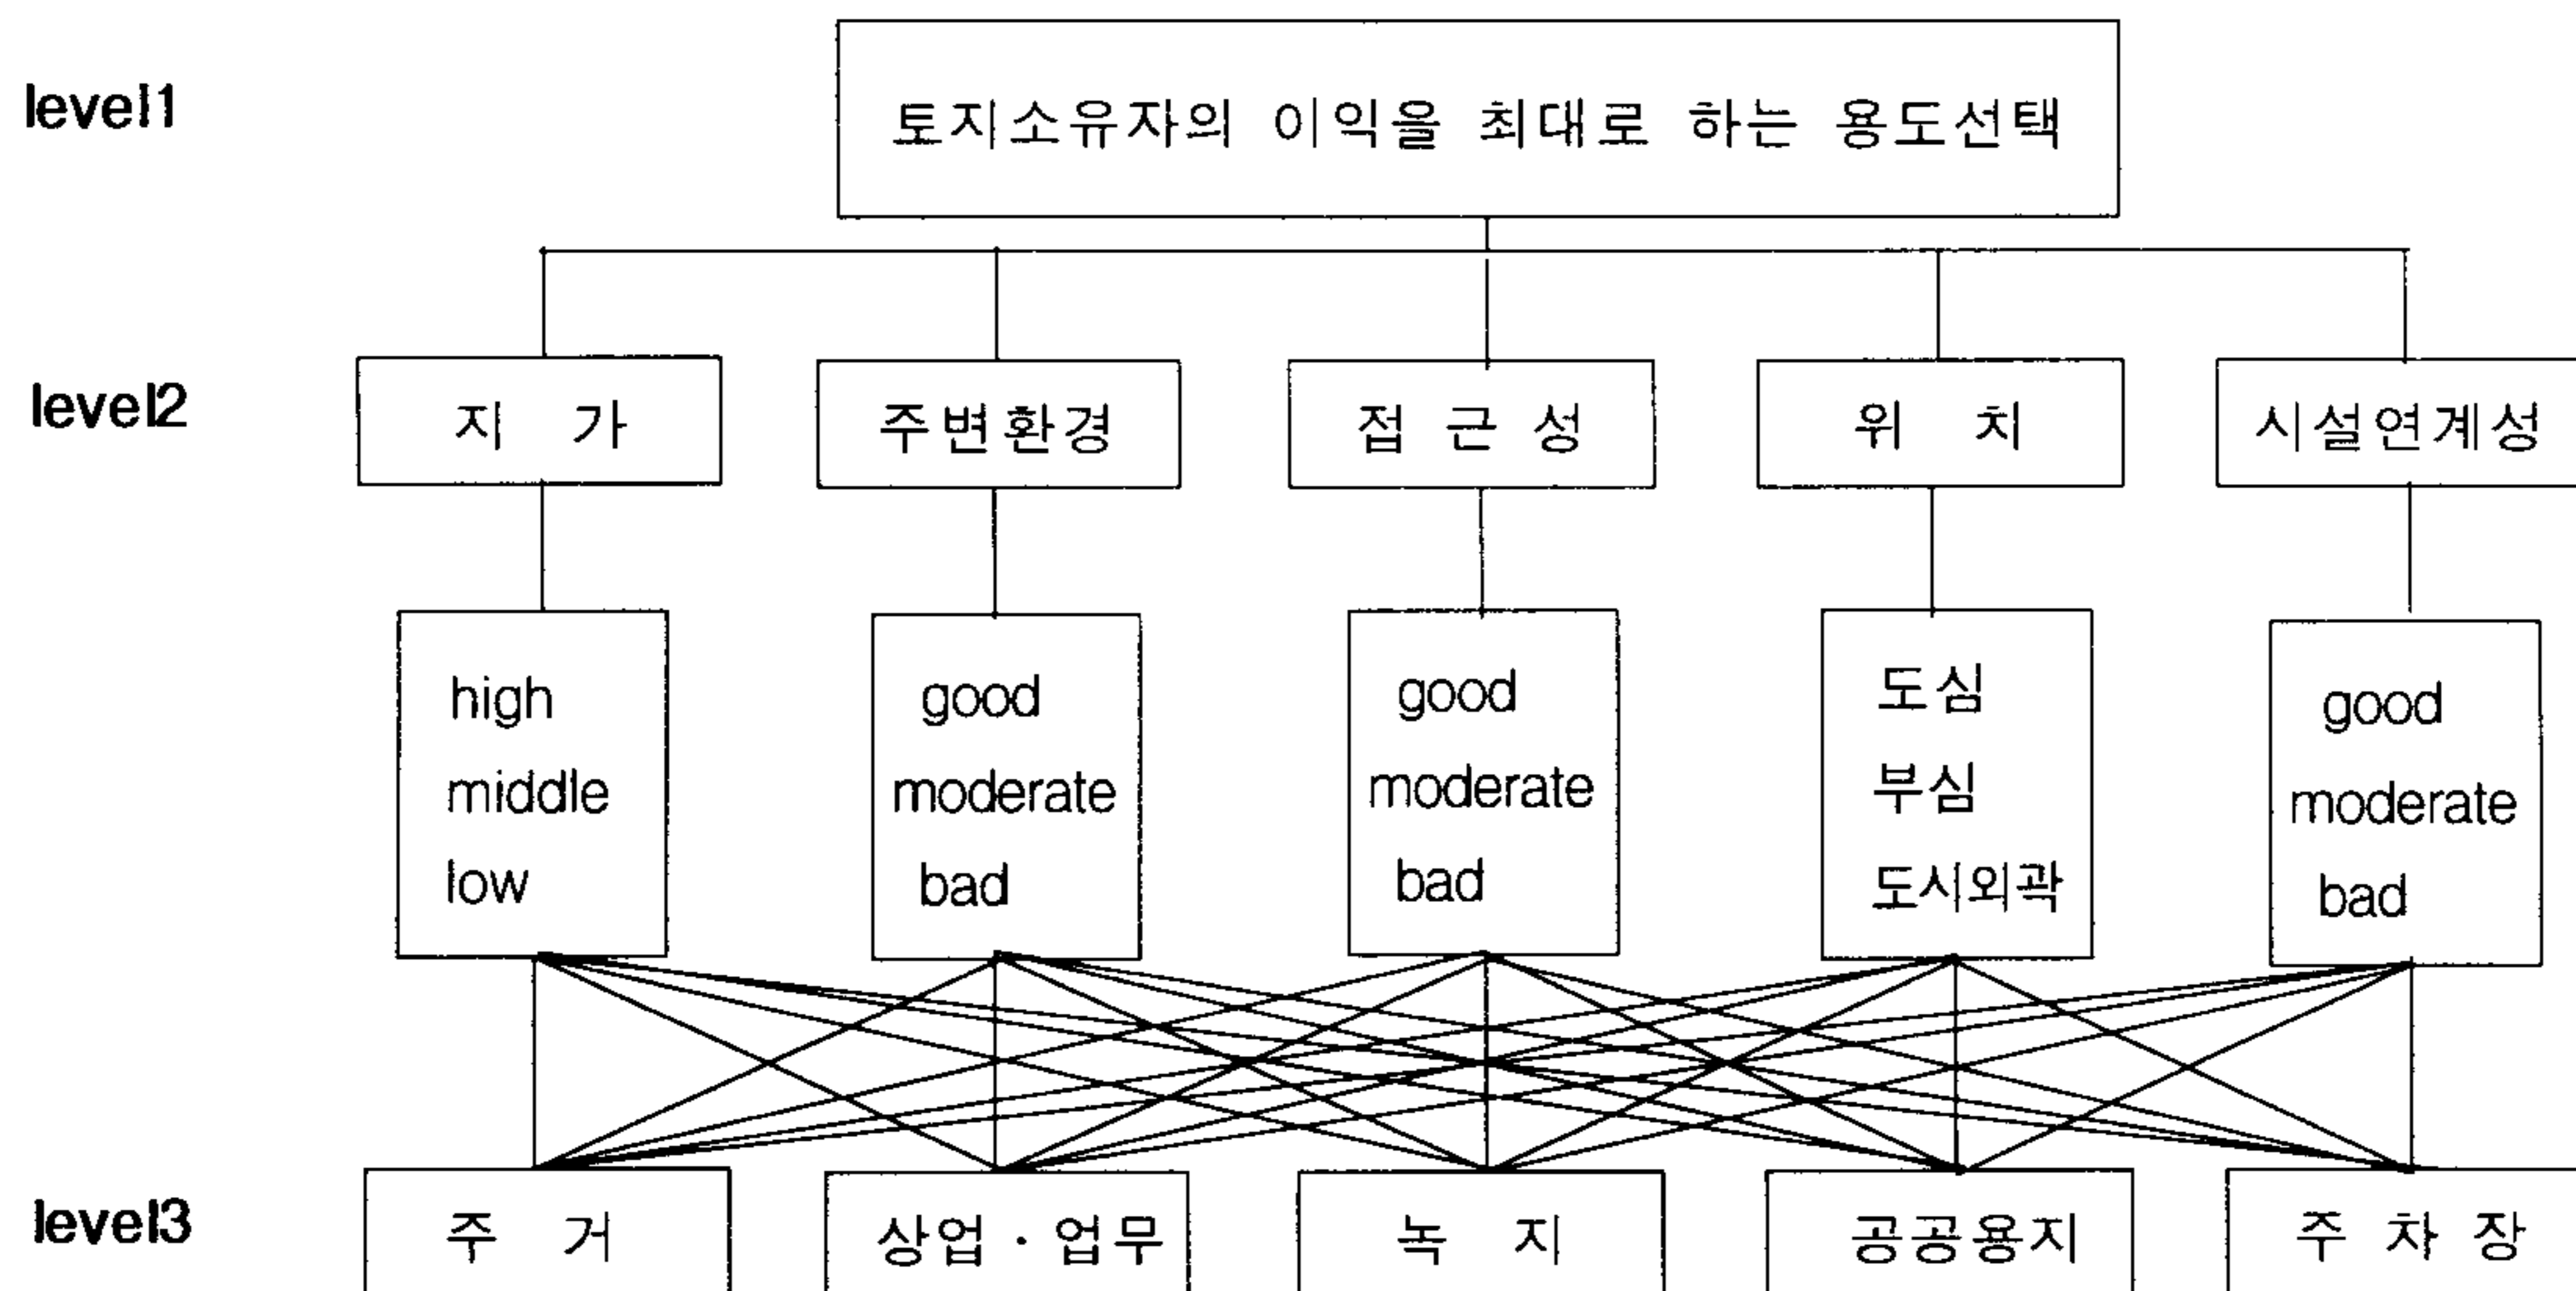 level1
토지소유자의 이익을 최대로 하는 용도선택
level2
지 가
주변환경
접 근 성
위 치
시설연계성
high
middle
low
good
moderate
bad
good
moderate
bad
도심
부심
도시외곽
good
moderate
bad
level3
주 거
상업 · 업무
녹 지
공공용지
주 차 장